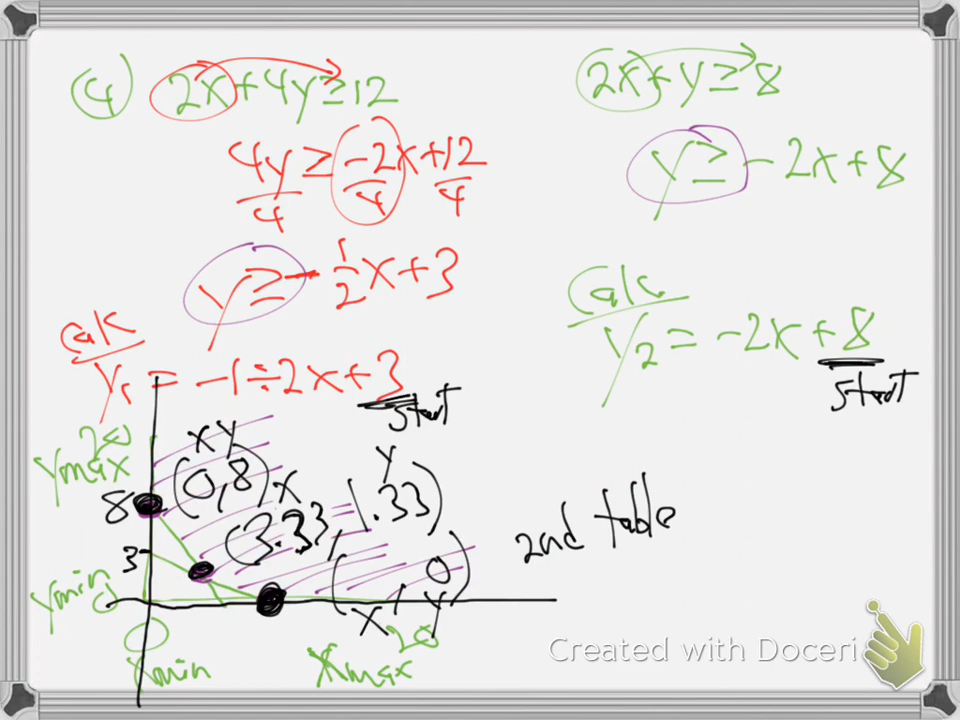 (4) 2x+4y≥12
4y/4 ≥ -2x/4+12/4
y≥-1/2x+3
Calc
y1 = -1÷2x+3
start
2x+y≥8
y≥-2x+8
Calc
y2 = -2x+8
start
20
Ymax
x y
(0,8)
8
x y
(3.33, 1.33)
3
( , 0)
x y
Ymin 0
0
Xmin
20
Xmax
2nd table
Created with Doceri